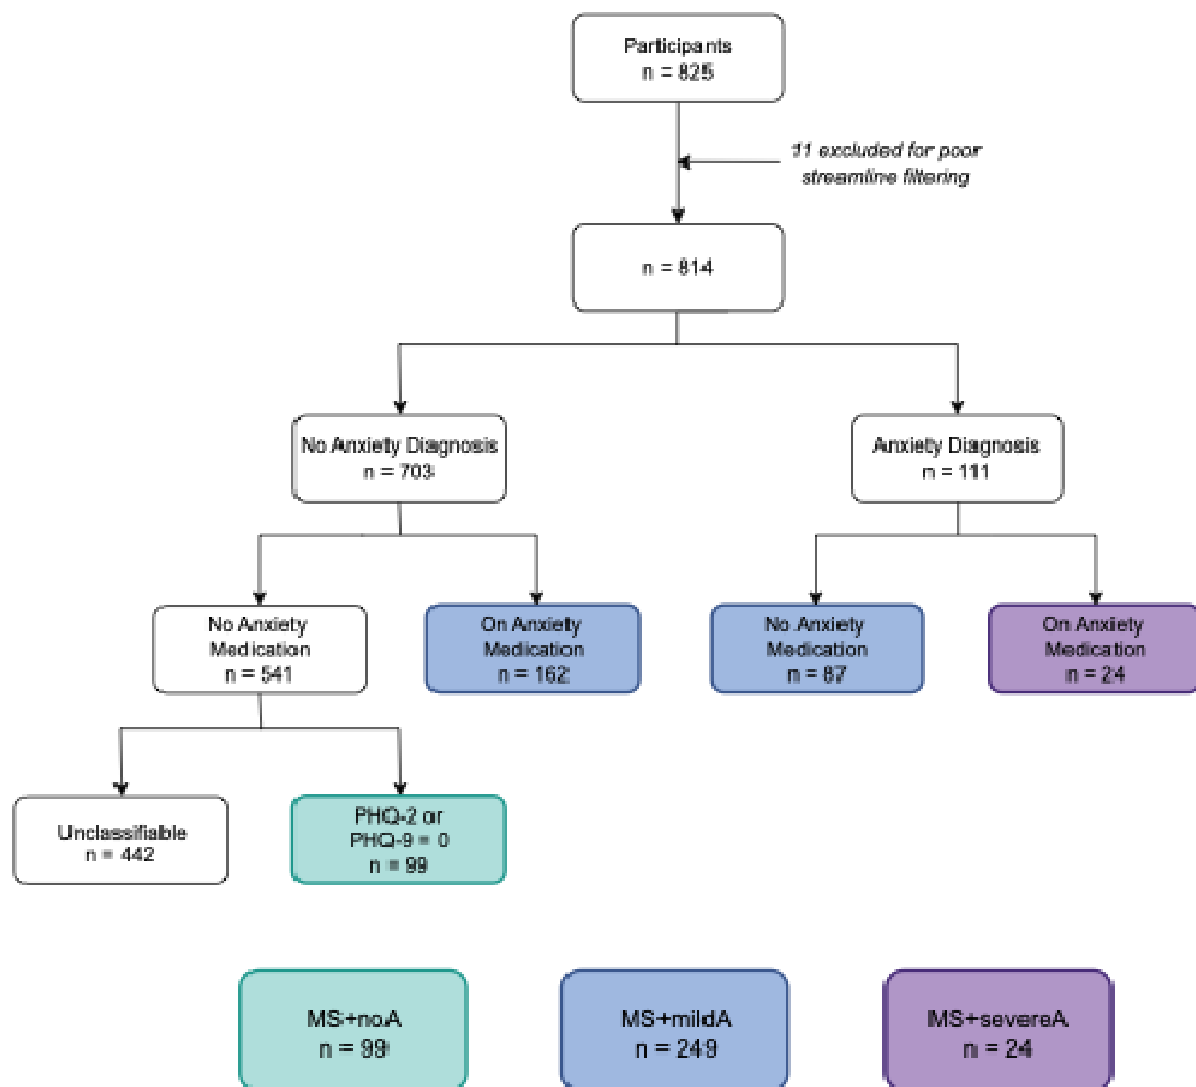 Participants
n = 825
11 excluded for poor
streamline filtering
n = 814
No Anxiety Diagnosis
n = 703
Anxiety Diagnosis
n = 111
No Anxiety
Medication
n = 541
On Anxiety
Medication
n = 162
No Anxiety
Medication
n = 87
On Anxiety
Medication
n = 24
Unclassifiable
n = 442
PHQ-2 or
PHQ-9 = 0
n = 99
MS+noA
n = 99
MS+mildA
n = 249
MS+severeA
n = 24